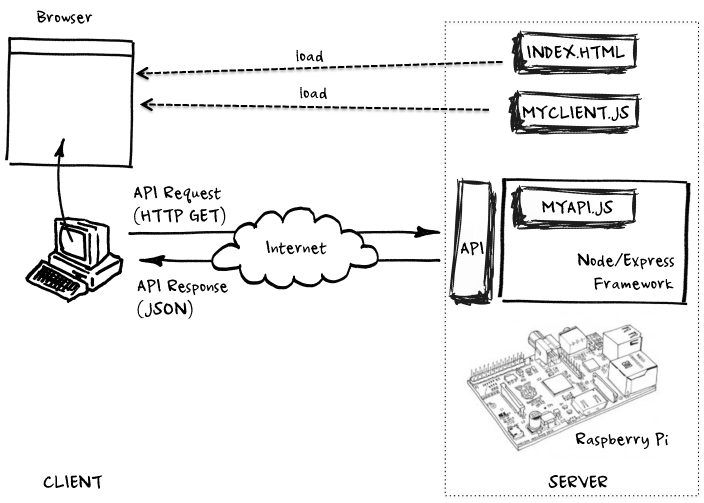 Browser
load
INDEX.HTML
load
MYCLIENT.JS
API Request
(HTTP GET)
MYAPI.JS
Internet
API
API Response
(JSON)
Node/Express
Framework
Raspberry Pi
CLIENT
SERVER